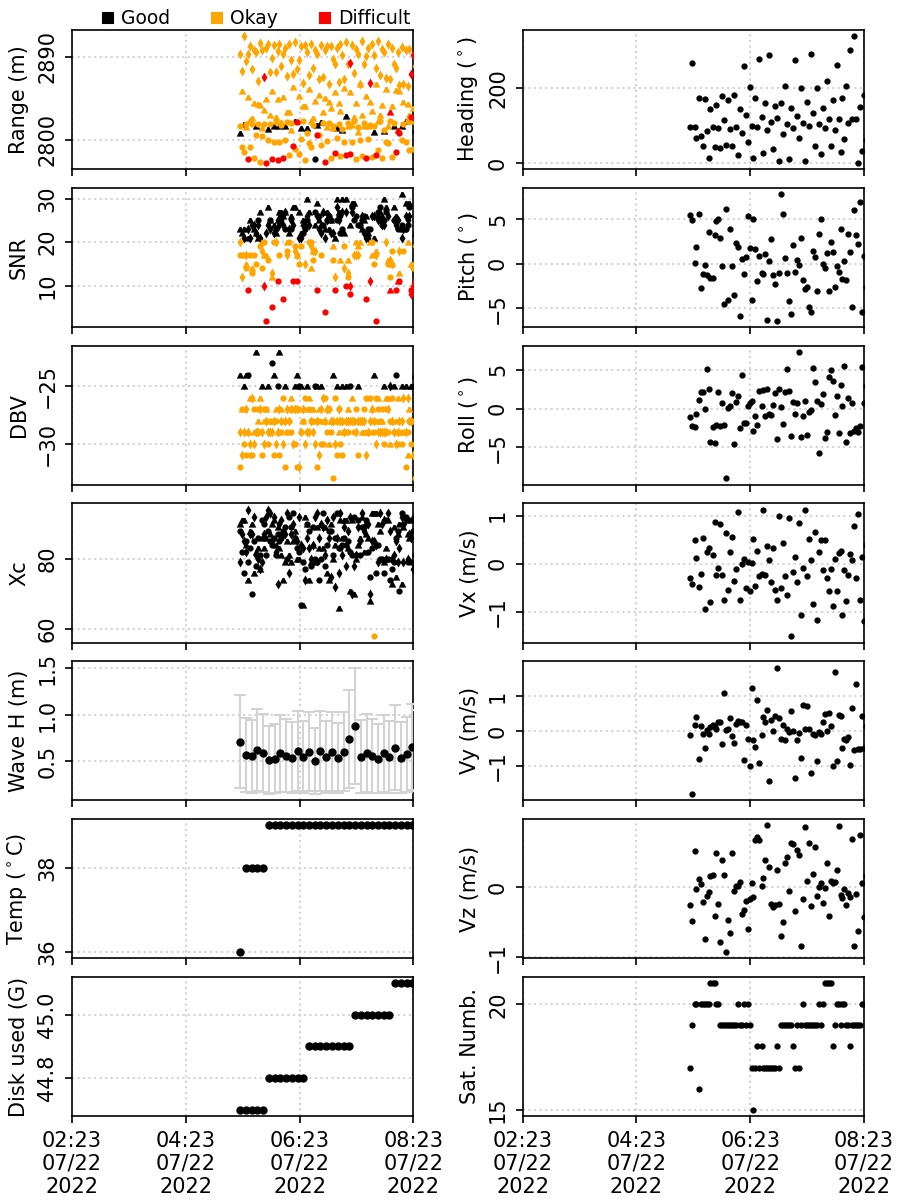 Good Okay Difficult
Range (m)
2890
2800
Heading (°)
200
0
SNR
30
20
10
Pitch (°)
5
0
−5
DBV
−25
−30
Roll (°)
5
0
−5
Xc
80
60
Vx (m/s)
1
0
−1
Wave H (m)
1.5
1.0
0.5
Vy (m/s)
1
0
−1
Temp (°C)
38
36
Vz (m/s)
0
−1
Disk used (G)
45.0
44.8
Sat. Numb.
20
15
02:23 04:23 06:23 08:23 02:23 04:23 06:23 08:23
07/22 07/22 07/22 07/22 07/22 07/22 07/22 07/22
2022 2022 2022 2022 2022 2022 2022 2022